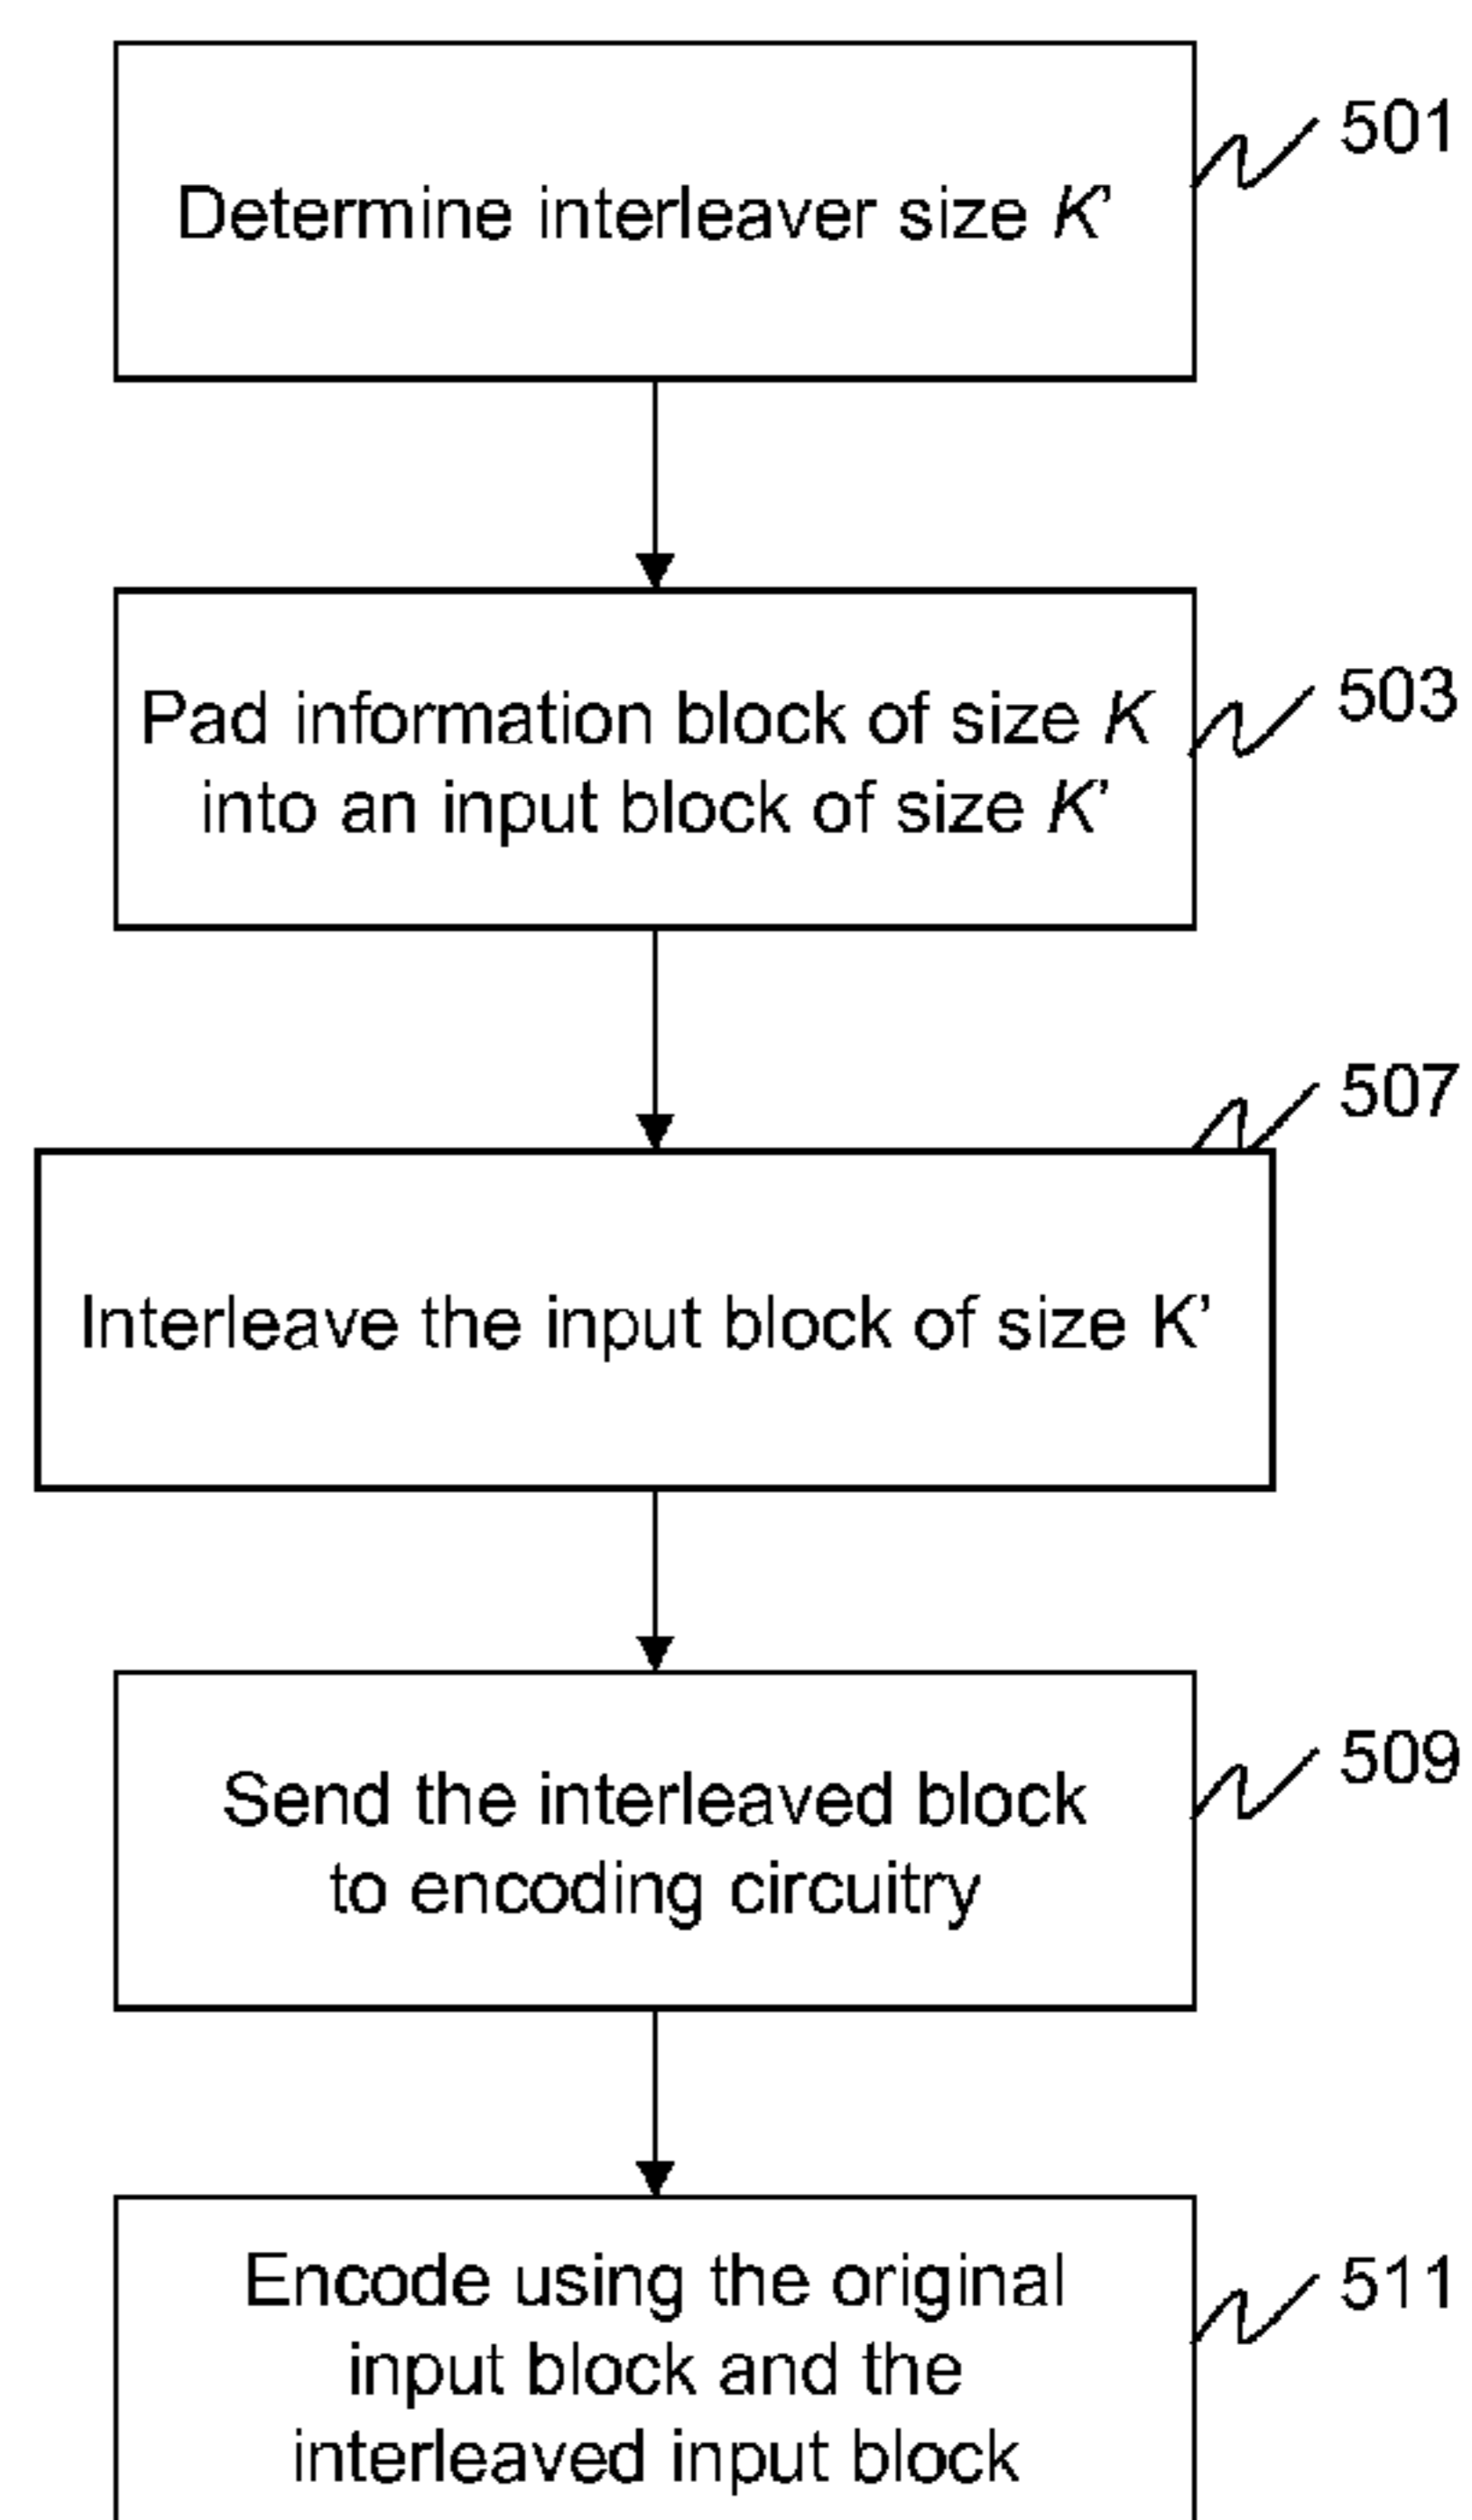 Determine interleaver size K'
501
Pad information block of size K
into an input block of size K'
503
507
Interleave the input block of size K'
Send the interleaved block
to encoding circuitry
509
Encode using the original
input block and the
interleaved input block
511